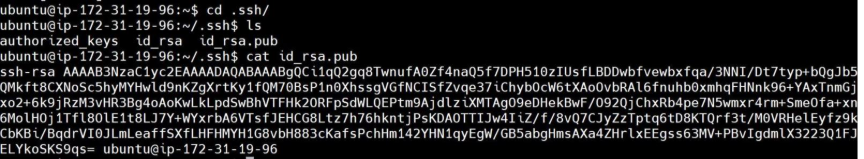 ubuntu@ip-172-31-19-96:~$ cd .ssh/
ubuntu@ip-172-31-19-96:~/.ssh$ ls
authorized_keys id_rsa id_rsa.pub
ubuntu@ip-172-31-19-96:~/.ssh$ cat id_rsa.pub
ssh-rsa AAAAB3NzaC1yc2EAAAADAQABAAABgQCi1qQ2gq8TwnufA0Zf4naQ5f7DPH510zIUsfLBDDwbfvewbxfqa/3NNI/Dt7typ+bQgJb5
QMkft8CXNoSc5hyMYHwld9nKZgXrtKy1fQM70BsP1n0XhssgVGfNCISfZvqe37iChybOcW6tXAoOvbRAl6fnuhb0xmhqFHNnk96+YAxTnmGj
xo2+6k9jRzM3vHR3Bg4oAoKwLkLpdSwBhVTFHk2ORFpSdWLQEPtm9AjdlziXMTAgO9eDHekBwF/O92QjChxRb4pe7N5wmxr4rm+SmeOfa+xn
6MolHOj1Tfl8OlE1t8LJ7Y+WYxrbA6VTsfJEHCG8Ltz7h76hkntjPsKDAOTTIJw4IiZ/f/8vQ7CJyZzTptq6tD8KTQrf3t/M0VRHelEyfz9k
CbKBi/BqdrVI0JLmLeaffSXfLHFHMYH1G8vbH883cKafsPchHm142YHN1qyEgW/GB5abgHmsAXa4ZHrlxEEgss63MV+PBvIgdmlX3223Q1FJ
ELYkoSKS9qs= ubuntu@ip-172-31-19-96